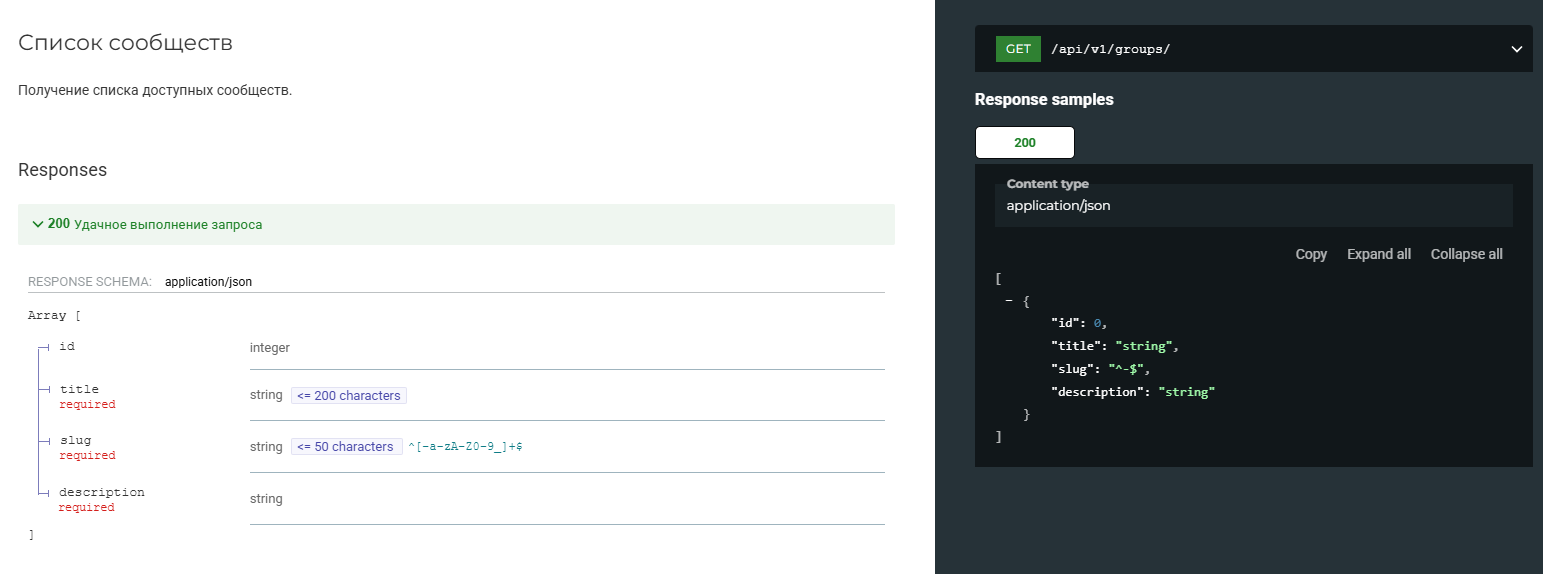 Список сообществ
Получение списка доступных сообществ.
Responses
200 Удачное выполнение запроса
RESPONSE SCHEMA: application/json
Array [
id integer
title required string <= 200 characters
slug required string <= 50 characters ^[-a-zA-Z0-9_]+$
description required string
]
GET /api/v1/groups/
Response samples
200
Content type
application/json
Copy Expand all Collapse all
[
- {
"id": 0,
"title": "string",
"slug": "^-$",
"description": "string"
}
]